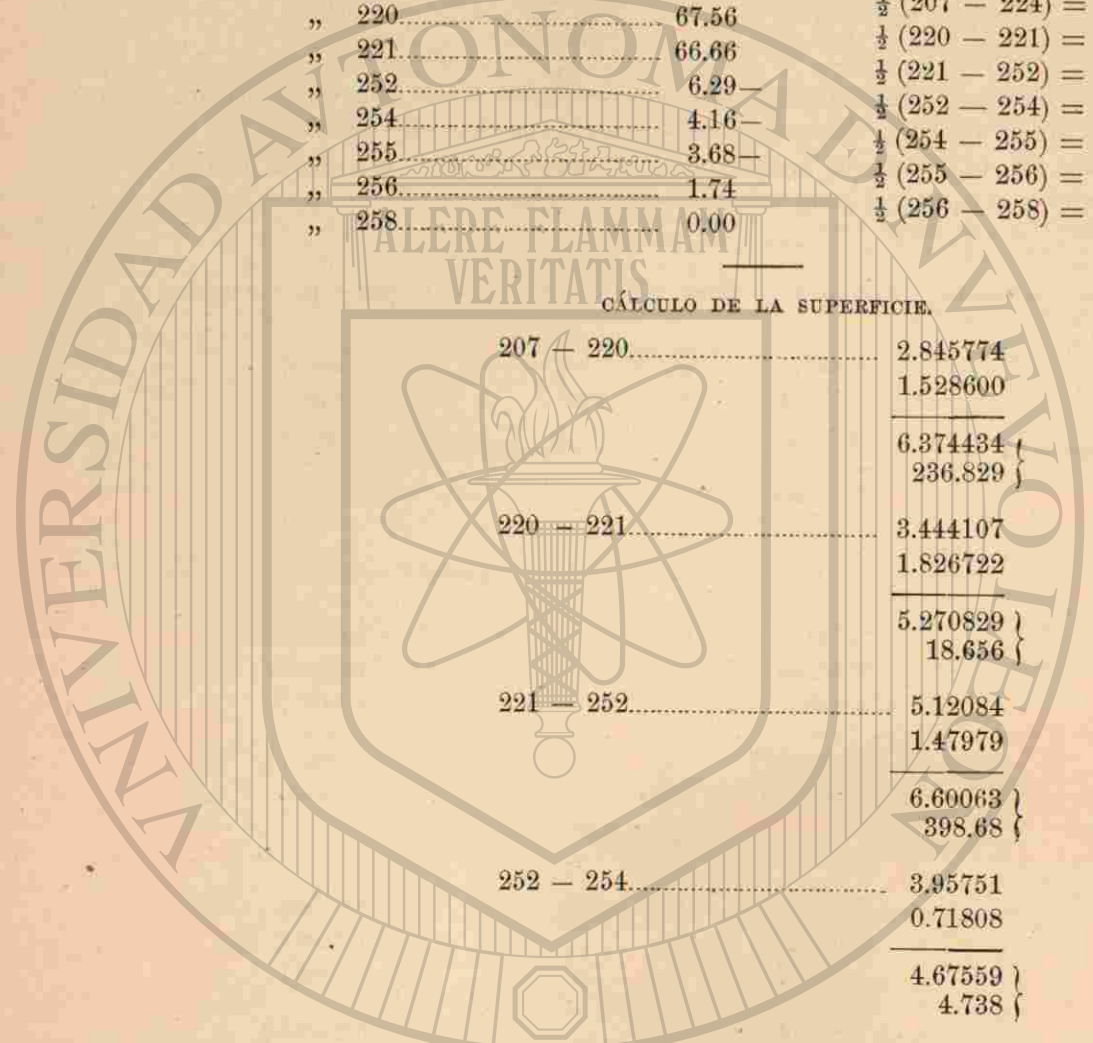 „ 220 67.56 ½ (207 — 224) =
„ 221 66.66 ½ (220 — 221) =
„ 252 6.29— ½ (221 — 252) =
„ 254 4.16— ½ (252 — 254) =
„ 255 3.68— ½ (254 — 255) =
„ 256 1.74 ½ (255 — 256) =
„ 258 0.00 ½ (256 — 258) =
CÁLCULO DE LA SUPERFICIE.
207 — 220 2.845774
1.528600
6.374434
236.829
220 — 221 3.444107
1.826722
5.270829
18.656
221 — 252 5.12084
1.47979
6.60063
398.68
252 — 254 3.95751
0.71808
4.67559
4.738
UNIVERSIDAD AVTONOMA D NVEVO LEON
ALERE FLAMMAM
VERITATIS